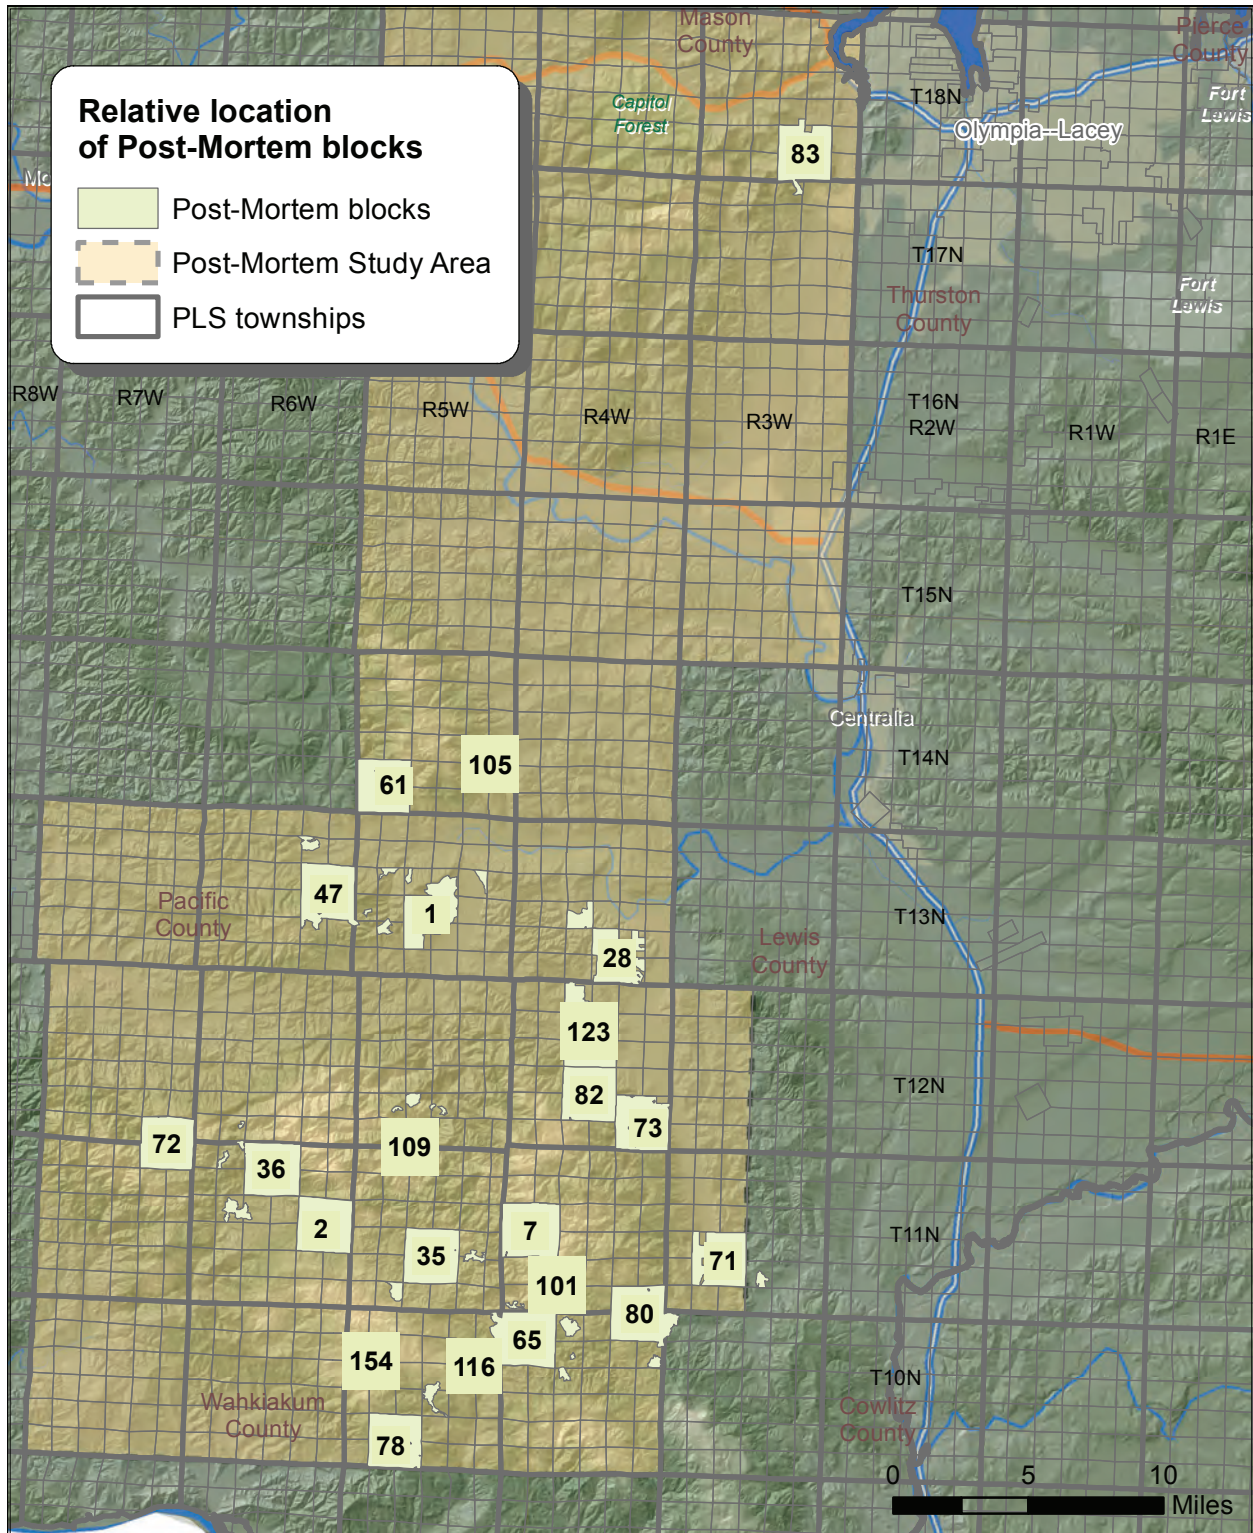 Mason
County
Pierce
County
Capitol
Forest
T18N
Fort
Lewis
Olympia--Lacey
Relative location
of Post-Mortem blocks
83
Post-Mortem blocks
Post-Mortem Study Area
PLS townships
T17N
Thurston
County
Fort
Lewis
R8W
R7W
R6W
R5W
R4W
R3W
T16N
R2W
R1W
R1E
T15N
Centralia
T14N
105
61
47
1
Pacific
County
T13N
28
Lewis
County
123
82
T12N
73
72
109
36
2
7
T11N
35
71
101
80
65
154
116
T10N
Wahkiakum
County
Cowlitz
County
78
0 5 10
Miles